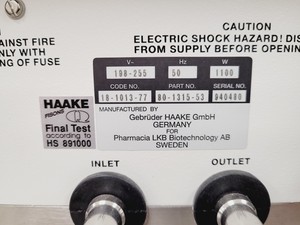 CAUTION
ELECTRIC SHOCK HAZARD! DIS
FROM SUPPLY BEFORE OPENIN
AINST FIRE
NLY WITH
NG OF FUSE
V~ Hz W
198-255 50 1100
CODE NO. PART NO. SERIAL NO.
18-1013-77 80-1315-53 940480
MANUFACTURED BY
Gebrüder HAAKE GmbH
GERMANY
FOR
Pharmacia LKB Biotechnology AB
SWEDEN
HAAKE
FISONS
Final Test
according to
HS 891000
INLET
OUTLET